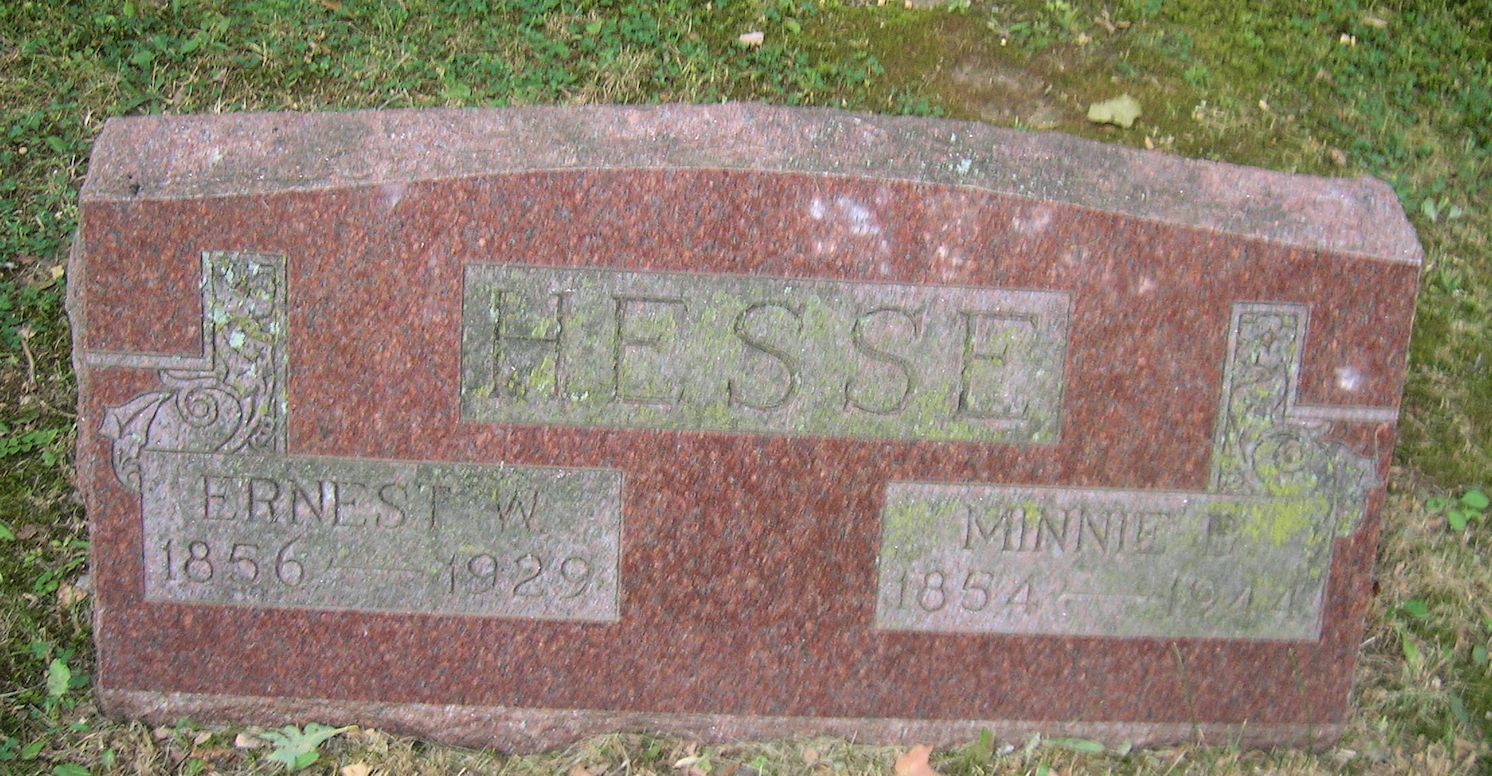 HESSE
ERNEST W
1856 — 1929
MINNIE E
1854 — 1944